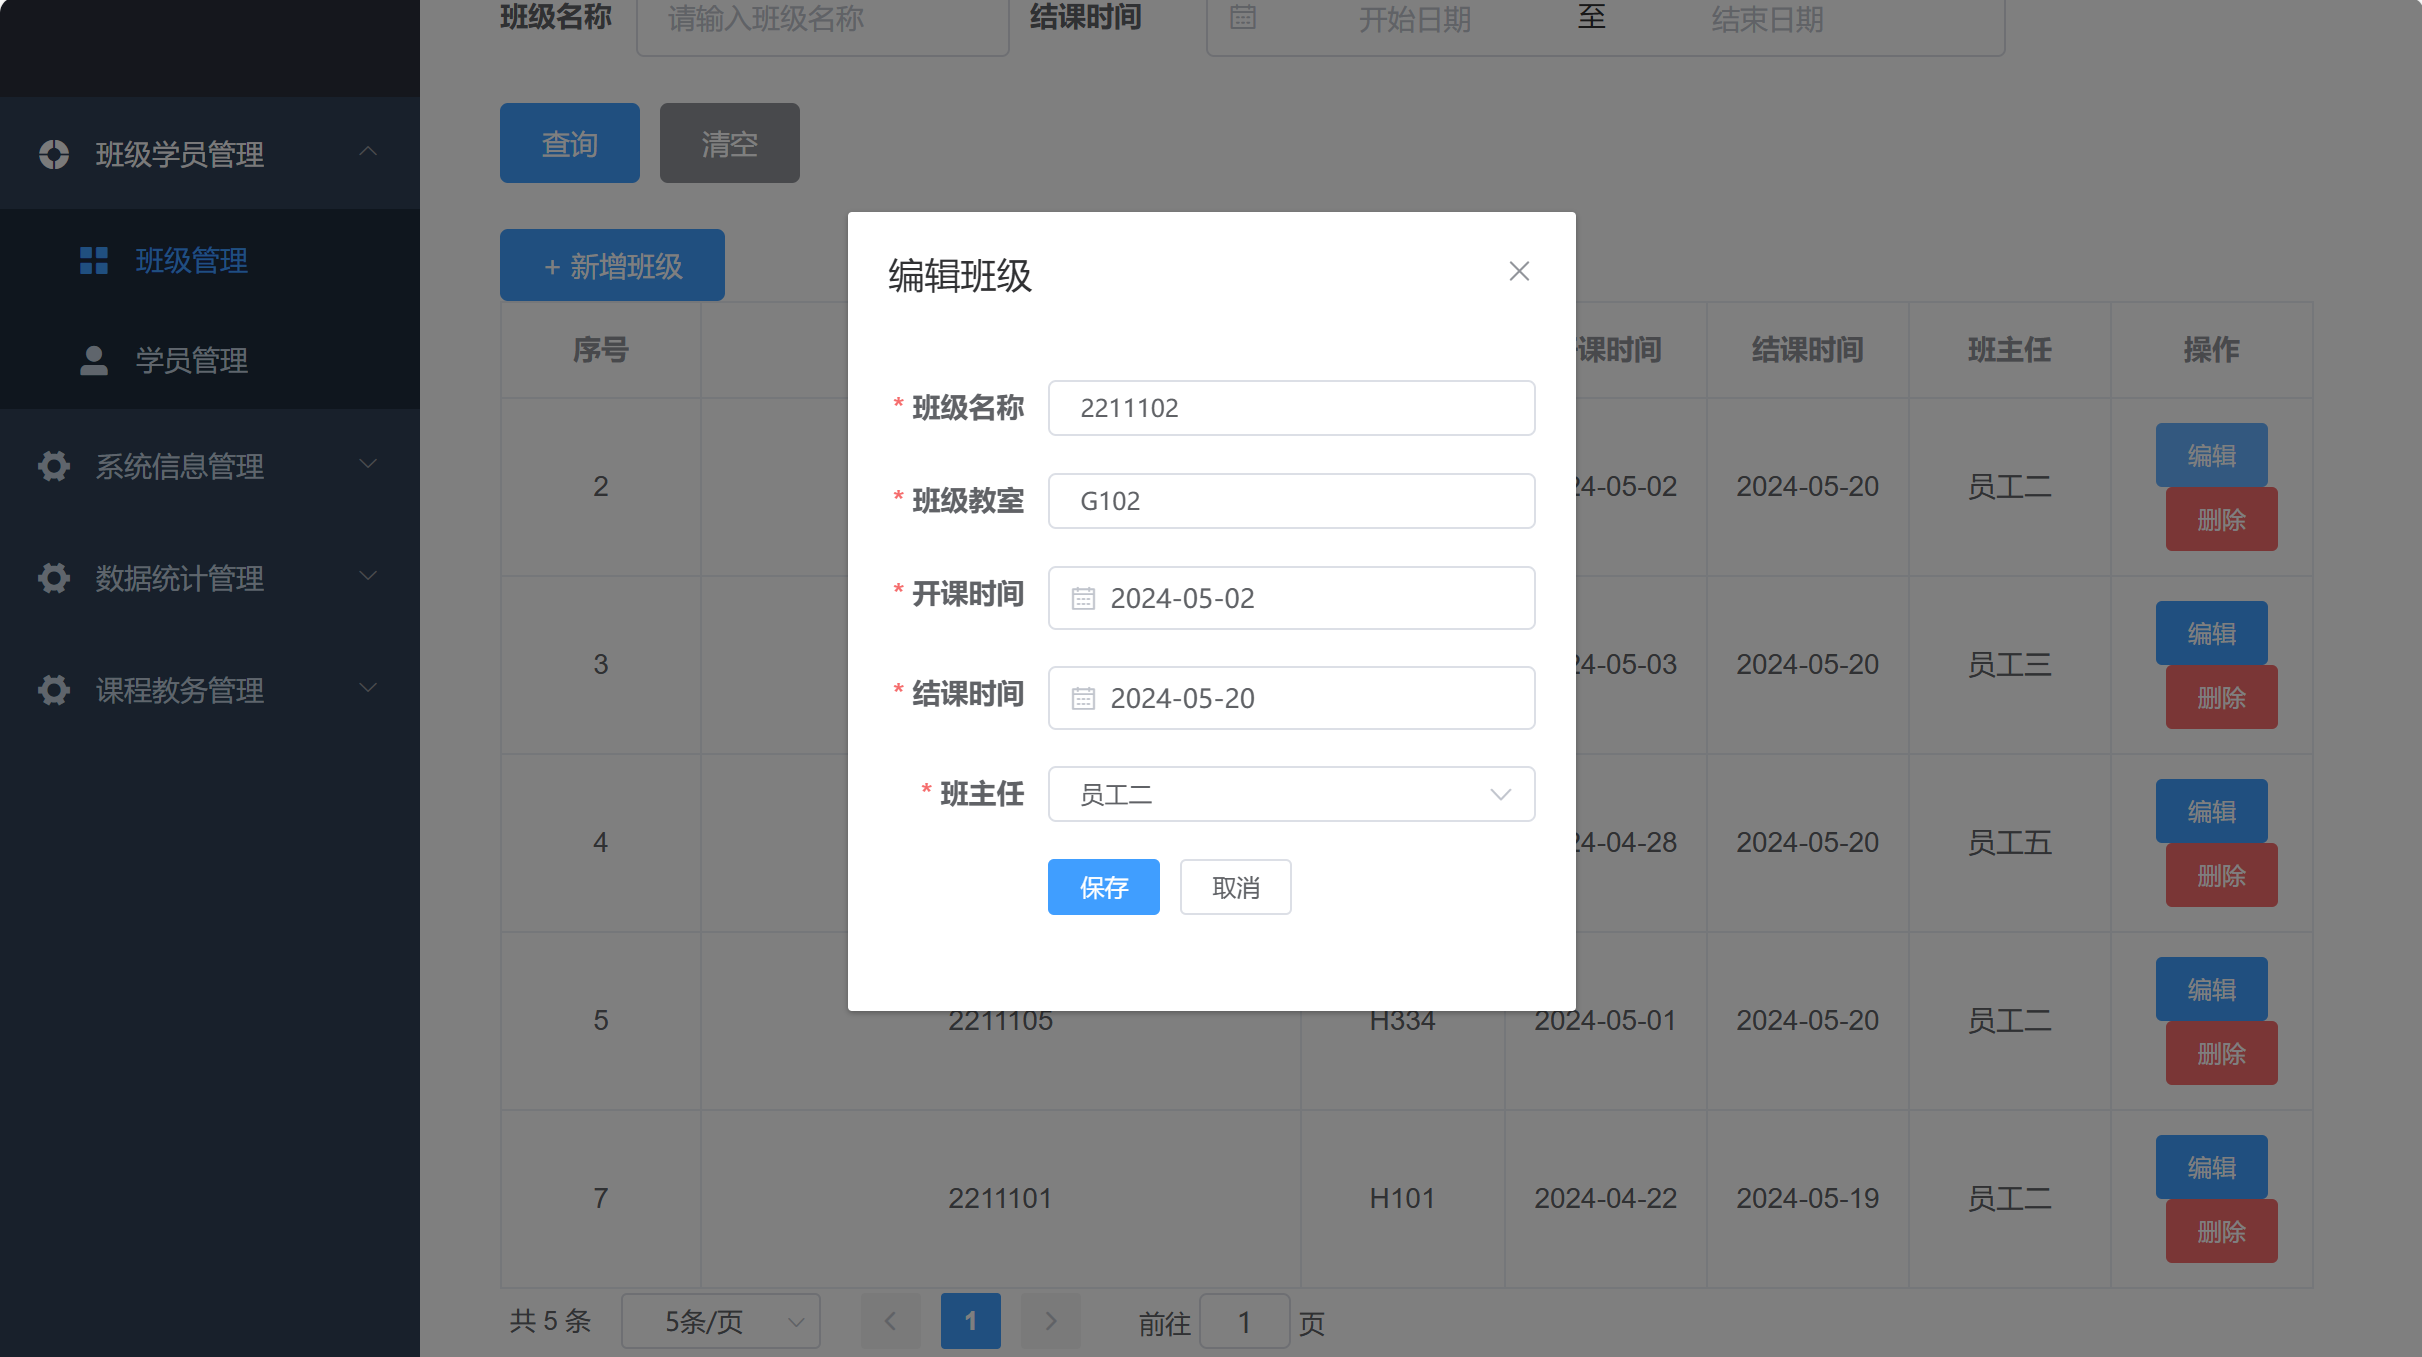 班级名称 请输入班级名称 结课时间 开始日期 至 结束日期
查询 清空
+ 新增班级
班级学员管理
班级管理
学员管理
系统信息管理
数据统计管理
课程教务管理
序号 课时间 结课时间 班主任 操作
2 24-05-02 2024-05-20 员工二 编辑 删除
3 24-05-03 2024-05-20 员工三 编辑 删除
4 24-04-28 2024-05-20 员工五 编辑 删除
5 2211105 H334 2024-05-01 2024-05-20 员工二 编辑 删除
7 2211101 H101 2024-04-22 2024-05-19 员工二 编辑 删除
共 5 条 5条/页 1 前往 1 页
编辑班级
* 班级名称 2211102
* 班级教室 G102
* 开课时间 2024-05-02
* 结课时间 2024-05-20
* 班主任 员工二
保存 取消